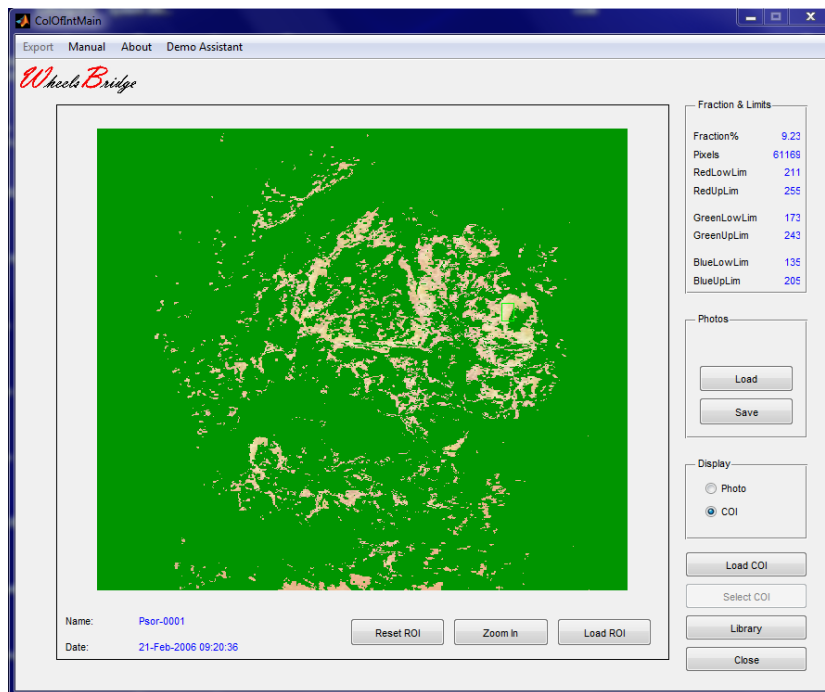 ColOfIntMain
Export Manual About Demo Assistant
Wheels Bridge
Fraction & Limits
Fraction% 9.23
Pixels 61169
RedLowLim 211
RedUpLim 255
GreenLowLim 173
GreenUpLim 243
BlueLowLim 135
BlueUpLim 205
Photos
Load
Save
Display
Photo
COI
Load COI
Select COI
Library
Close
Name: Psor-0001
Date: 21-Feb-2006 09:20:36
Reset ROI Zoom In Load ROI